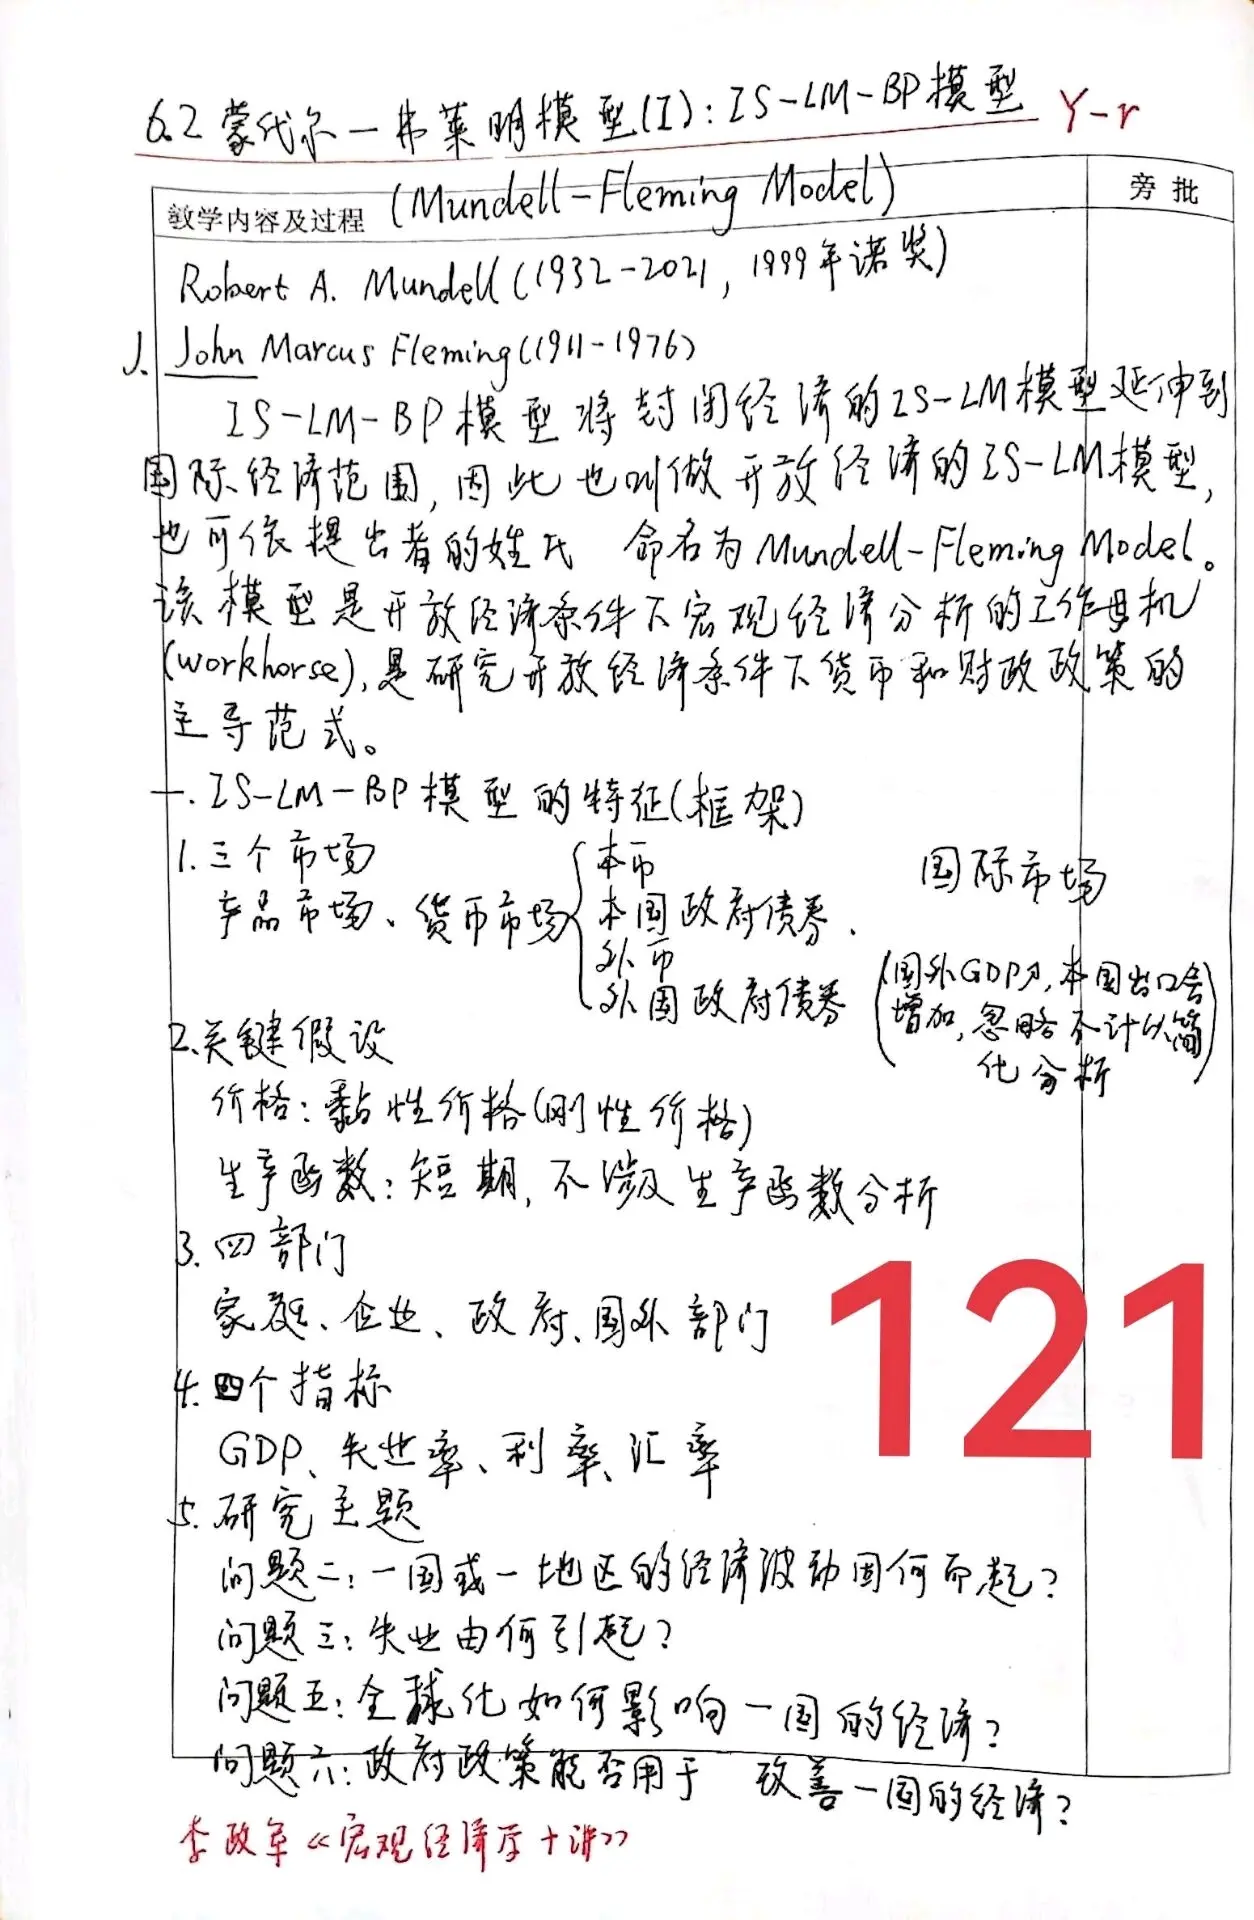 6.2 蒙代尔-弗莱明模型(I): IS-LM-BP模型 Y-r
(Mundell-Fleming Model)
教学内容及过程
旁批
Robert A. Mundell(1932-2021, 1999年诺奖)
1. John Marcus Fleming(1911-1976)
IS-LM-BP模型将封闭经济的IS-LM模型延伸到
国际经济范围,因此也叫做开放经济的IS-LM模型,
也可依提出者的姓氏 命名为Mundell-Fleming Model。
该模型是开放经济条件下宏观经济分析的工作母机
(workhorse),是研究开放经济条件下货币和财政政策的
主导范式。
一. IS-LM-BP模型的特征(框架)
1. 三个市场
产品市场、货币市场
本币
本国政府债券、
外币
外国政府债券
国际市场
(国外GDP↑,本国出口会
增加,忽略不计以简
化分析)
2. 关键假设
价格:黏性价格(刚性价格)
生产函数:短期,不涉及生产函数分析
3. 四部门
家庭、企业、政府、国外部门
4. 四个指标
GDP、失业率、利率、汇率
5. 研究主题
问题二:一国或一地区的经济波动因何而起?
问题三:失业由何引起?
问题五:全球化如何影响一国的经济?
问题六:政府政策能否用于 改善一国的经济?
李政军《宏观经济学十讲》
121